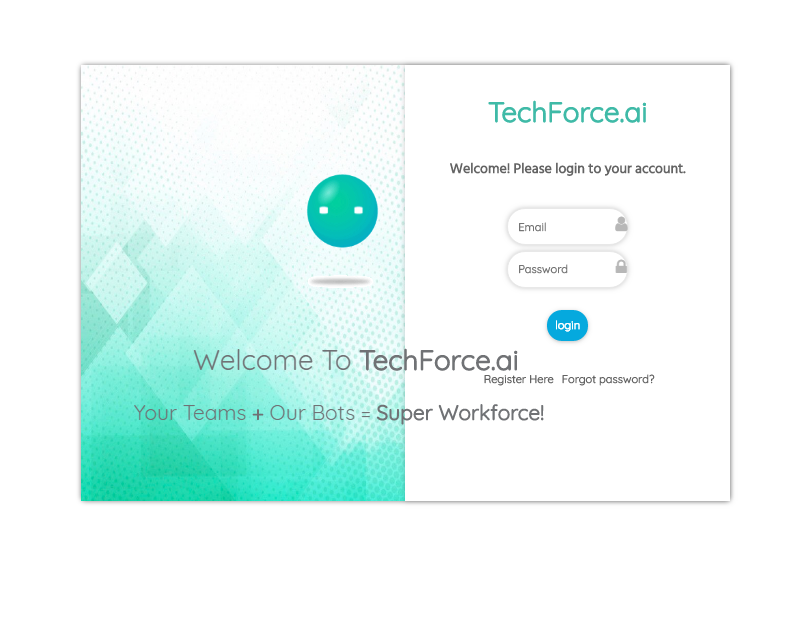 TechForce.ai
Welcome! Please login to your account.
Email
Password
login
Welcome To TechForce.ai
Register Here Forgot password?
Your Teams + Our Bots = Super Workforce!